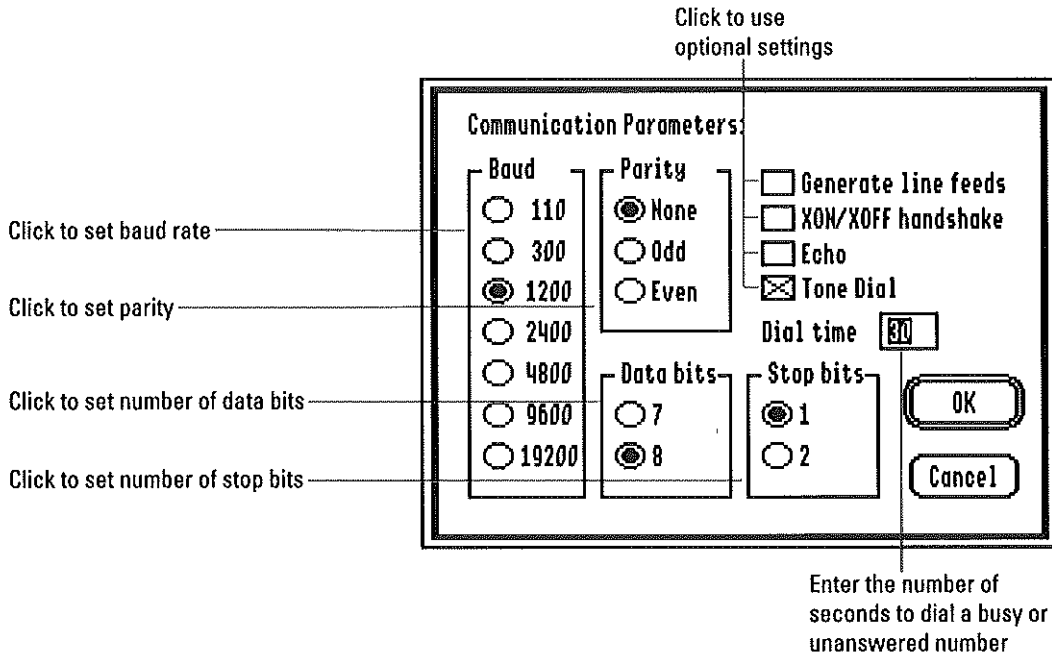 Click to use
optional settings
Communication Parameters:
Baud
110
300
1200
2400
4800
9600
19200
Parity
None
Odd
Even
Generate line feeds
XON/XOFF handshake
Echo
Tone Dial
Dial time 30
Data bits
7
8
Stop bits
1
2
OK
Cancel
Click to set baud rate
Click to set parity
Click to set number of data bits
Click to set number of stop bits
Enter the number of
seconds to dial a busy or
unanswered number